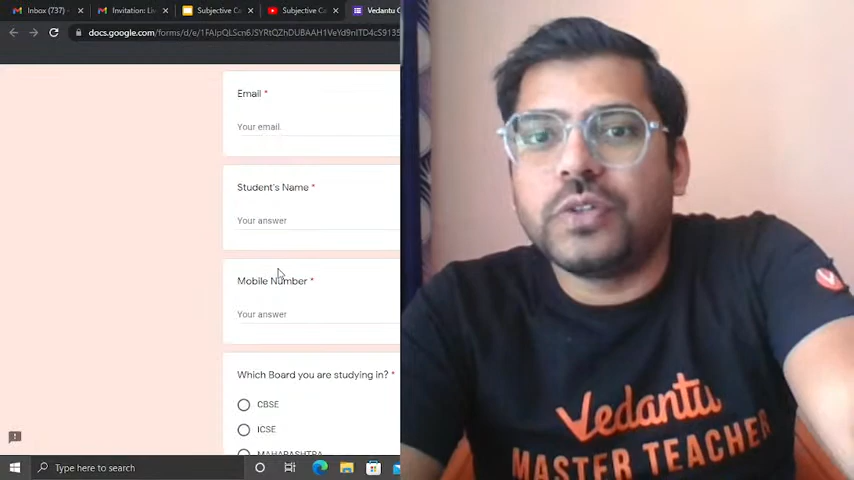 Inbox (737) -
Invitation: Li
Subjective C
Subjective C
Vedantu
docs.google.com/forms/d/e/
Email *
Your email
Student's Name *
Your answer
Mobile Number *
Your answer
Which Board you are studying in? *
CBSE
ICSE
MAHARASHTRA
Type here to search
Vedantu
MASTER TEACHER